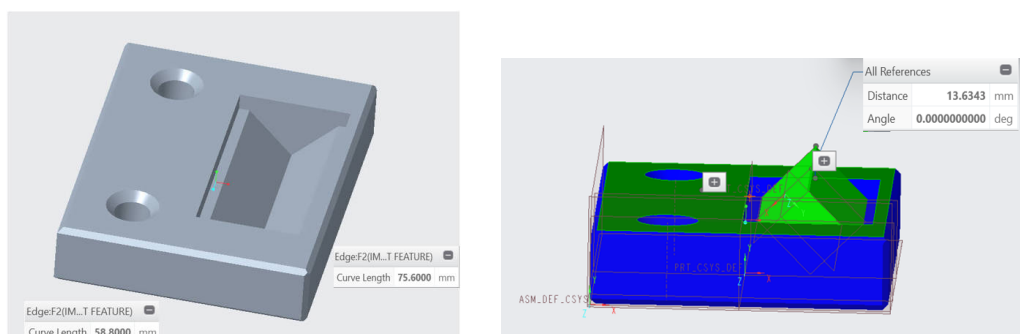 Edge:F2(IM...T FEATURE)
Curve Length 75.6000 mm
Edge:F2(IM...T FEATURE)
Curve Length 58.8000 mm
All References
Distance 13.6343 mm
Angle 0.0000000000 deg
PRT_CSYS_DE
ASM_DEF_CSYS
Z
X
Y
Z
X
Z
X